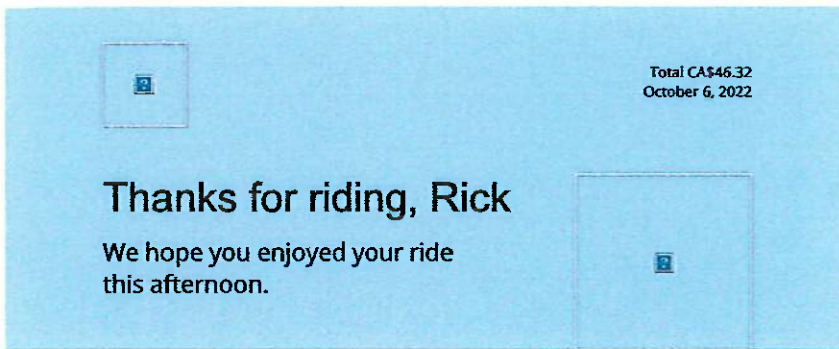 Total CA$46.32
October 6, 2022
Thanks for riding, Rick
We hope you enjoyed your ride
this afternoon.